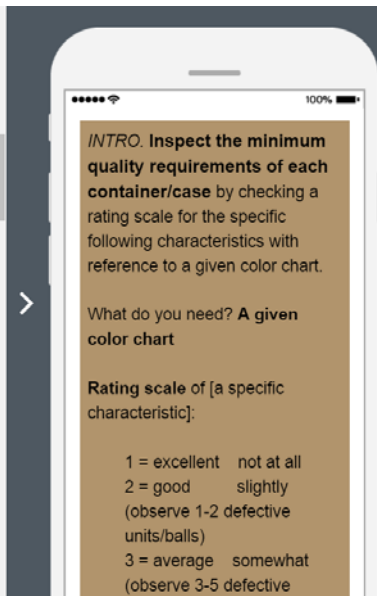 100%
INTRO. Inspect the minimum
quality requirements of each
container/case by checking a
rating scale for the specific
following characteristics with
reference to a given color chart.
What do you need? A given
color chart
Rating scale of [a specific
characteristic]:
1 = excellent not at all
2 = good slightly
(observe 1-2 defective
units/balls)
3 = average somewhat
(observe 3-5 defective